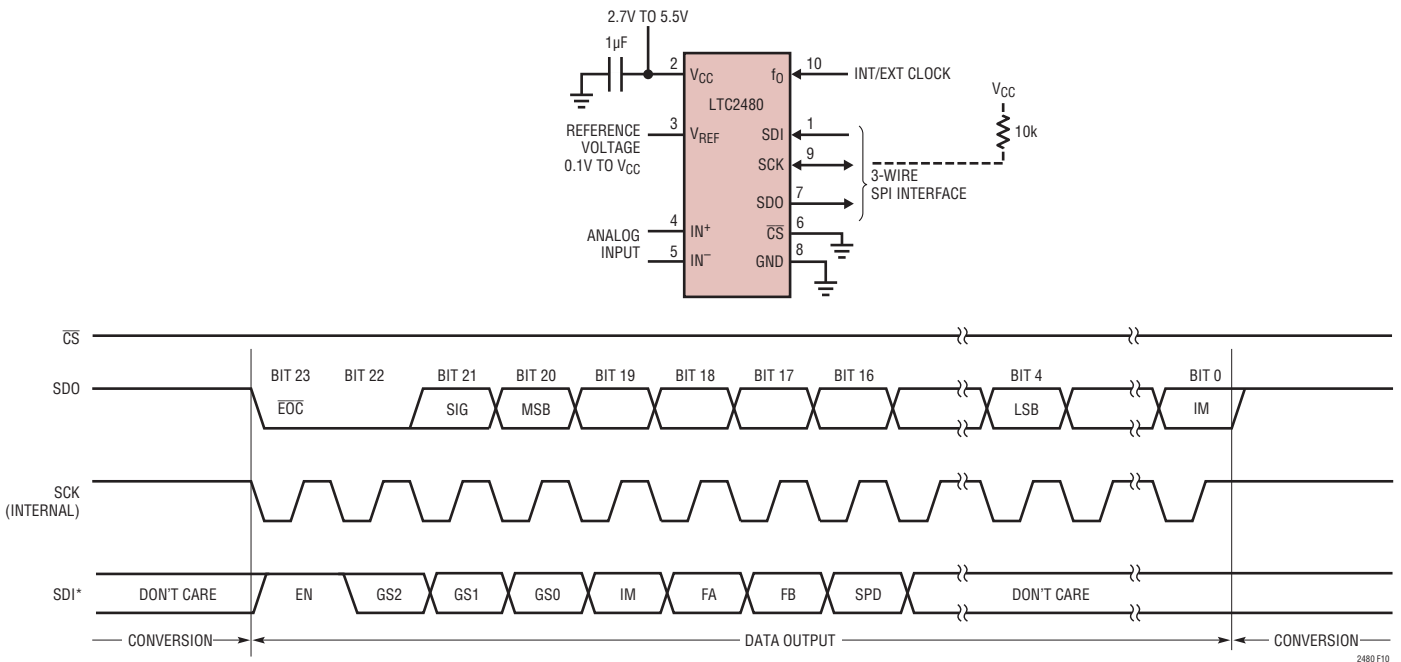 2.7V TO 5.5V
1µF
2
VCC
fO
10
INT/EXT CLOCK
LTC2480
VCC
10k
REFERENCE
VOLTAGE
0.1V TO VCC
3
VREF
SDI
1
SCK
9
3-WIRE
SPI INTERFACE
SDO
7
ANALOG
INPUT
4
IN+
5
IN−
CS
6
GND
8
CS
SDO
BIT 23
BIT 22
BIT 21
BIT 20
BIT 19
BIT 18
BIT 17
BIT 16
BIT 4
BIT 0
EOC
SIG
MSB
LSB
IM
SCK
(INTERNAL)
SDI*
DON'T CARE
EN
GS2
GS1
GS0
IM
FA
FB
SPD
DON'T CARE
CONVERSION
DATA OUTPUT
CONVERSION
2480 F10